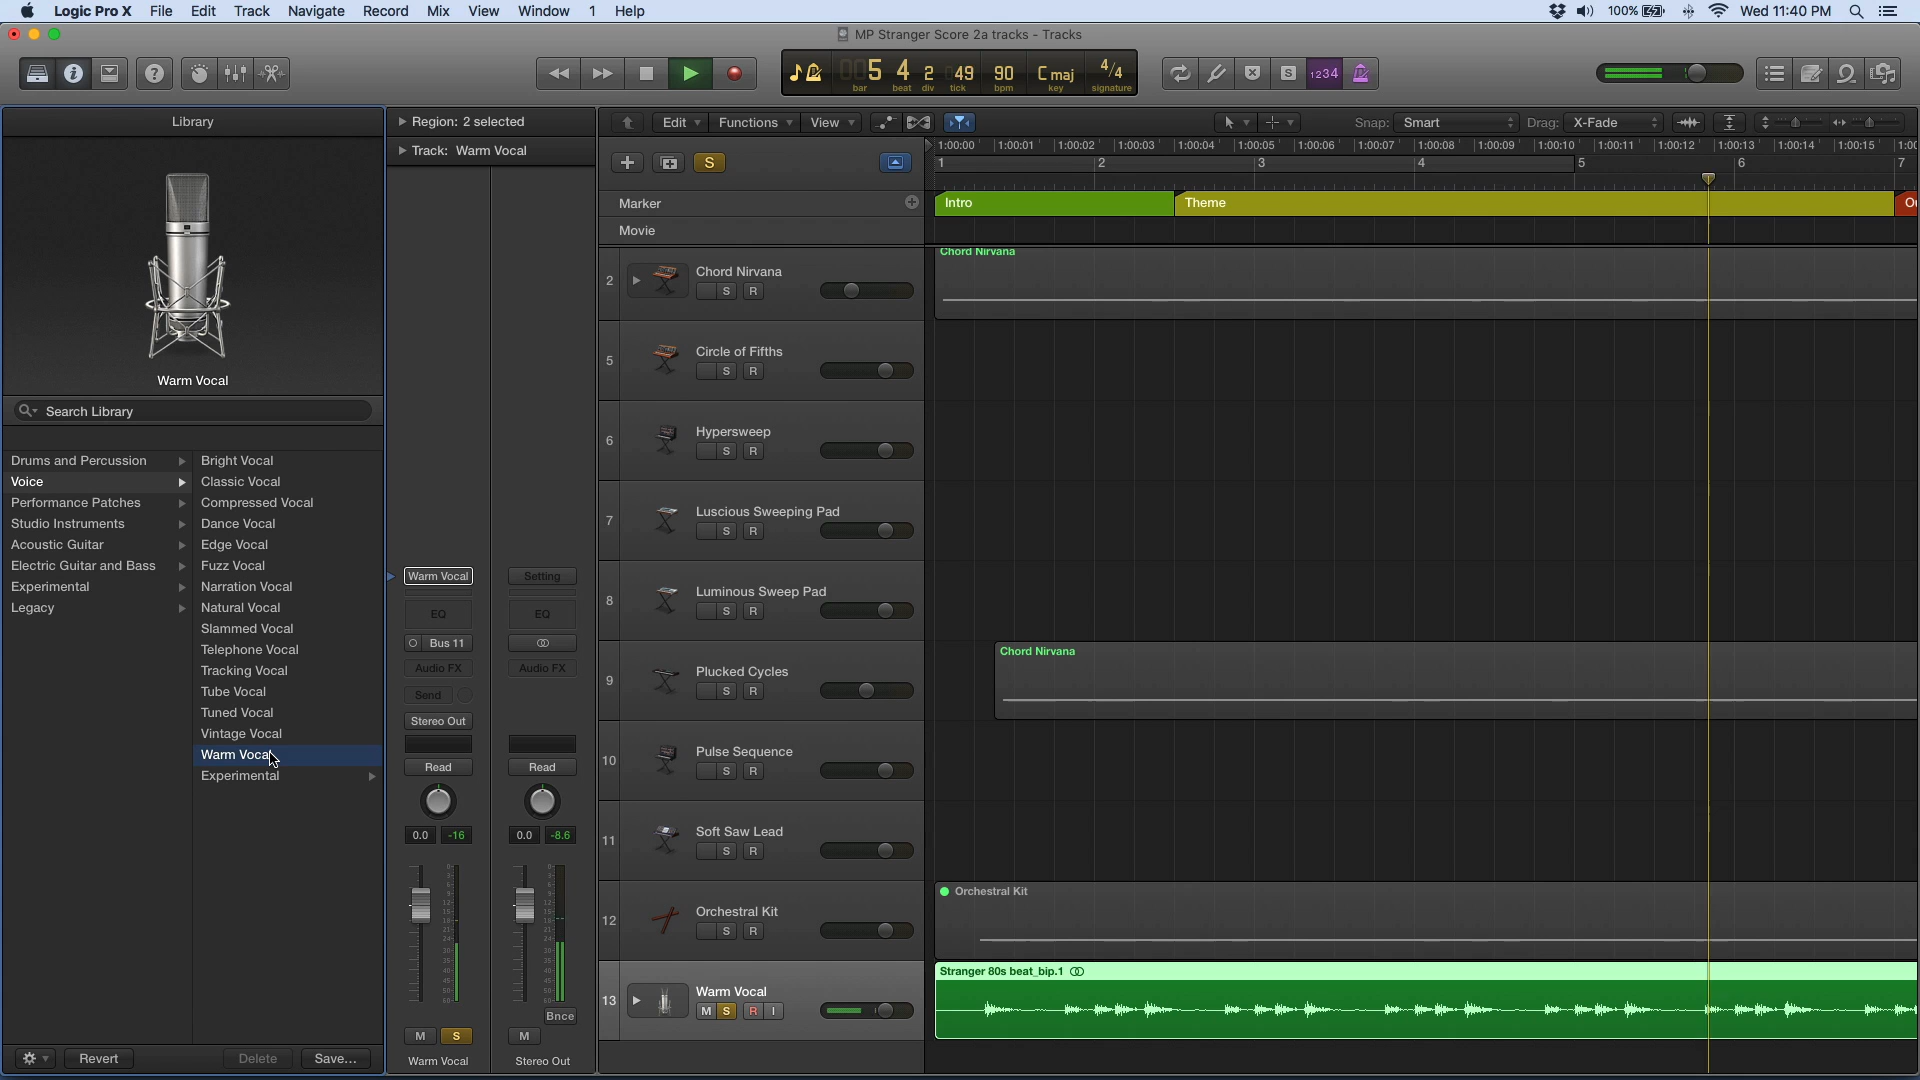 Logic Pro X File Edit Track Navigate Record Mix View Window 1 Help 100% Wed 11:40 PM
MP Stranger Score 2a tracks - Tracks
5 4 2 49 90 C maj 4/4
bar beat div tick bpm key signature
S 1234
Library
Region: 2 selected
Track: Warm Vocal
Edit Functions View Snap: Smart Drag: X-Fade
1:00:00 1:00:01 1:00:02 1:00:03 1:00:04 1:00:05 1:00:06 1:00:07 1:00:08 1:00:09 1:00:10 1:00:11 1:00:12 1:00:13 1:00:14 1:00:15 1:00
1 2 3 4 5 6 7
S
Marker
Intro Theme
Movie
Warm Vocal
Search Library
Drums and Percussion
Voice
Performance Patches
Studio Instruments
Acoustic Guitar
Electric Guitar and Bass
Experimental
Legacy
Bright Vocal
Classic Vocal
Compressed Vocal
Dance Vocal
Edge Vocal
Fuzz Vocal
Narration Vocal
Natural Vocal
Slammed Vocal
Telephone Vocal
Tracking Vocal
Tube Vocal
Tuned Vocal
Vintage Vocal
Warm Vocal
Experimental
Revert Delete Save...
Warm Vocal Setting
EQ EQ
Bus 11
Audio FX Audio FX
Send
Stereo Out
Read Read
0.0 -16 0.0 -8.6
Bnce
M S M
Warm Vocal Stereo Out
2 Chord Nirvana
S R
5 Circle of Fifths
S R
6 Hypersweep
S R
7 Luscious Sweeping Pad
S R
8 Luminous Sweep Pad
S R
9 Plucked Cycles
S R
10 Pulse Sequence
S R
11 Soft Saw Lead
S R
12 Orchestral Kit
S R
13 Warm Vocal
M S R I
Chord Nirvana
Chord Nirvana
Orchestral Kit
Stranger 80s beat_bip.1